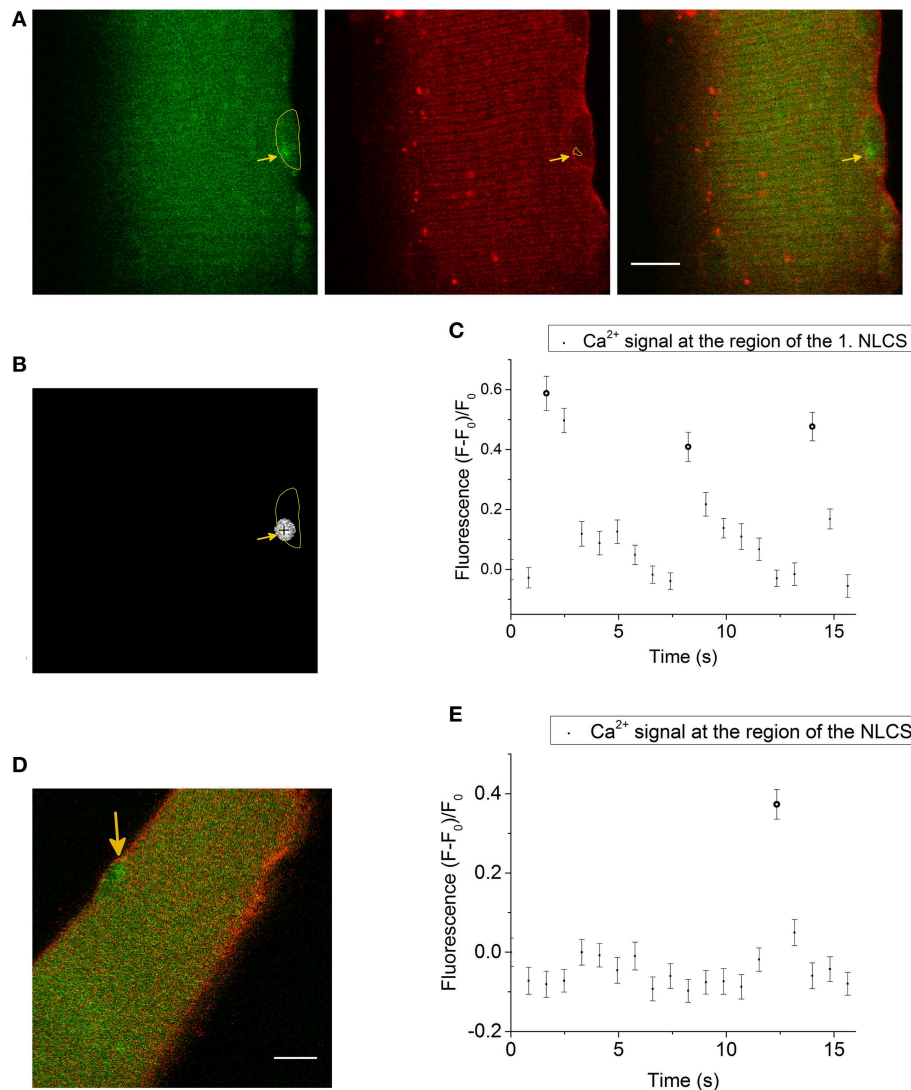 A
B
C
· Ca²⁺ signal at the region of the 1. NLCS
Fluorescence (F-F₀)/F₀
0.6
0.4
0.2
0.0
0 5 10 15
Time (s)
D
E
· Ca²⁺ signal at the region of the NLCS
Fluorescence (F-F₀)/F₀
0.4
0.0
-0.2
0 5 10 15
Time (s)